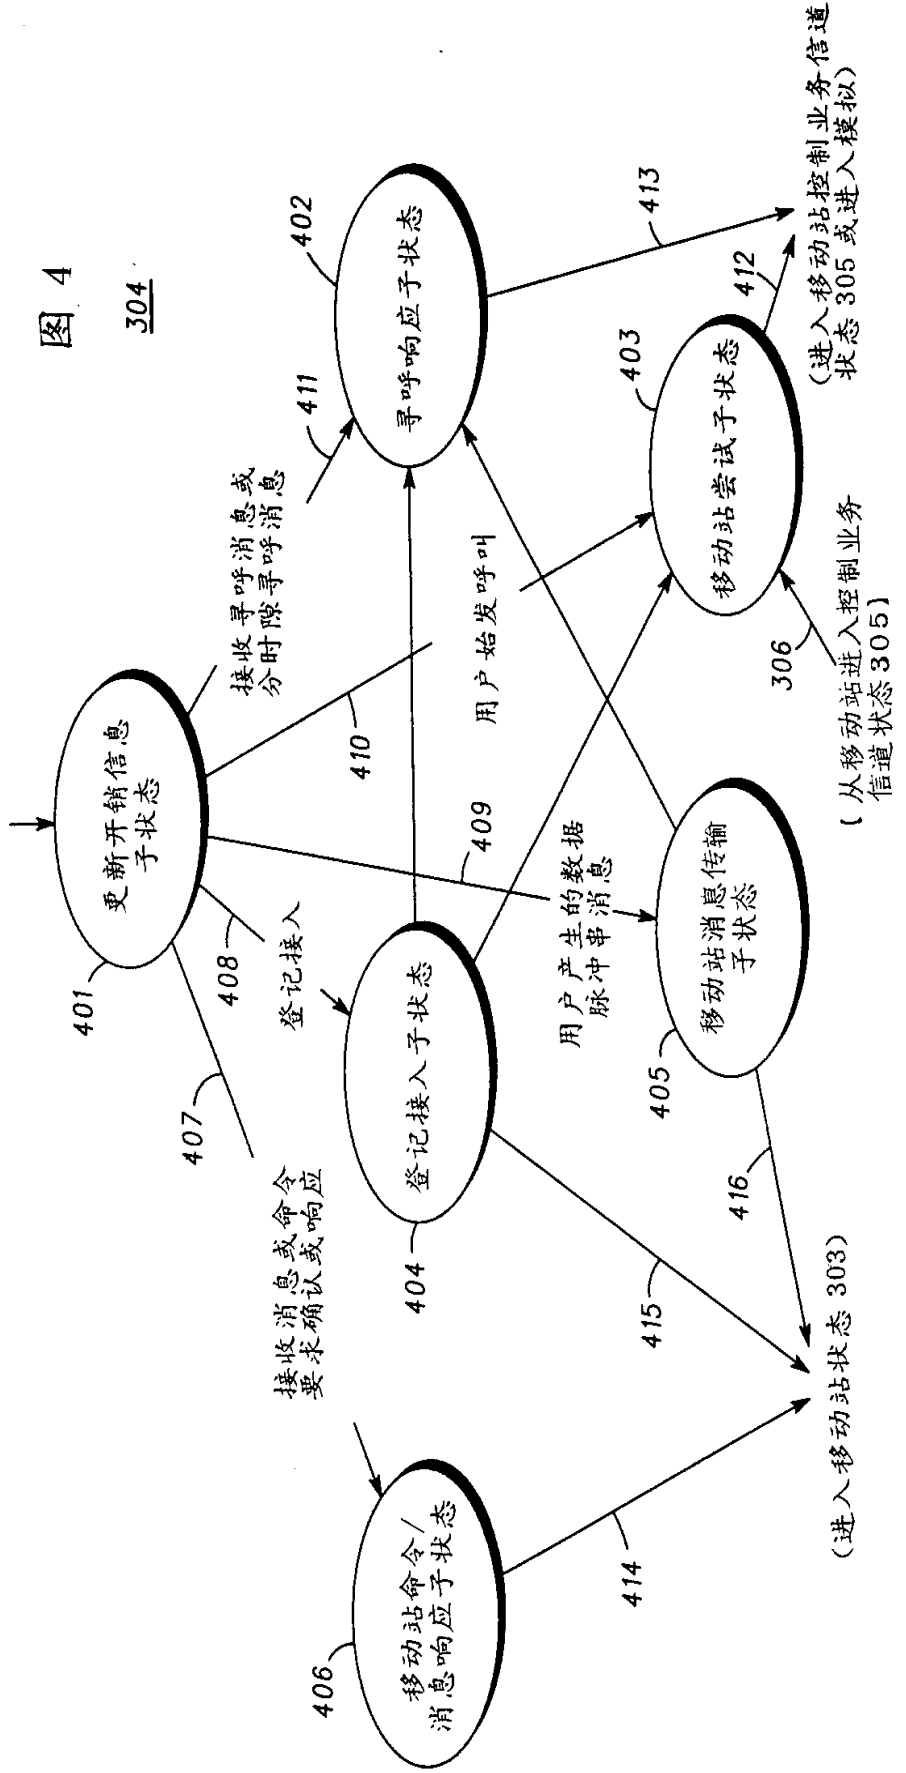 图 4
304
更新开销信息
子状态
401
接收消息或命令
要求确认或响应
407
登记接入
408
用户产生的数据
脉冲串消息
409
用户始发呼叫
410
接收寻呼消息或
分时隙寻呼消息
411
移动站命令/
消息响应子状态
406
登记接入子状态
404
移动站消息传输
子状态
405
移动站尝试子状态
403
寻呼响应子状态
402
414
415
416
306
412
413
(进入移动站状态 303)
(从移动站进入控制业务
信道状态 305)
(进入移动站控制业务信道
状态 305 或进入模拟)